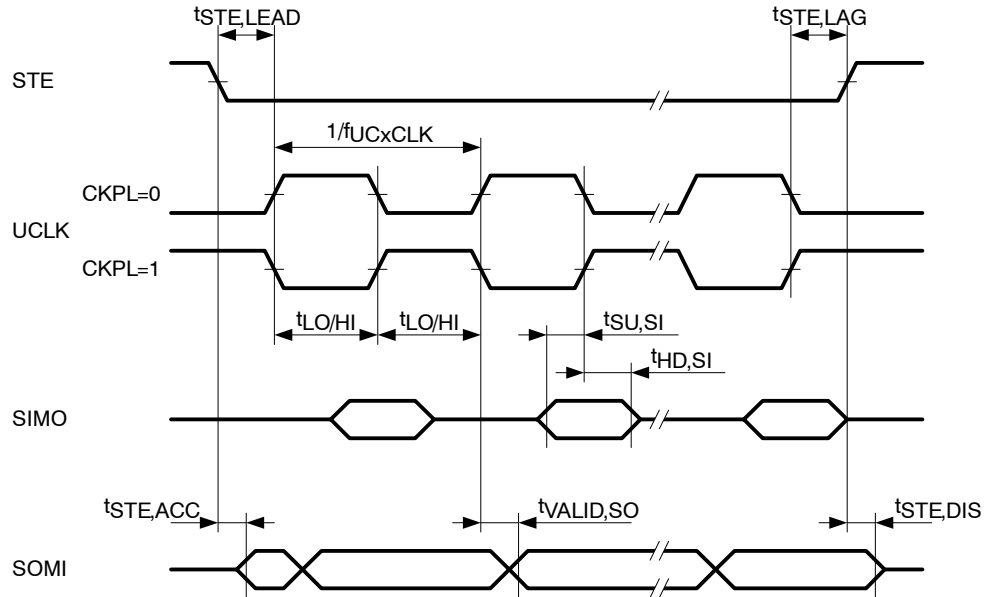 tSTE,LEAD
tSTE,LAG
STE
1/fUCxCLK
CKPL=0
UCLK
CKPL=1
tLO/HI
tLO/HI
tSU,SI
tHD,SI
SIMO
tSTE,ACC
tVALID,SO
tSTE,DIS
SOMI